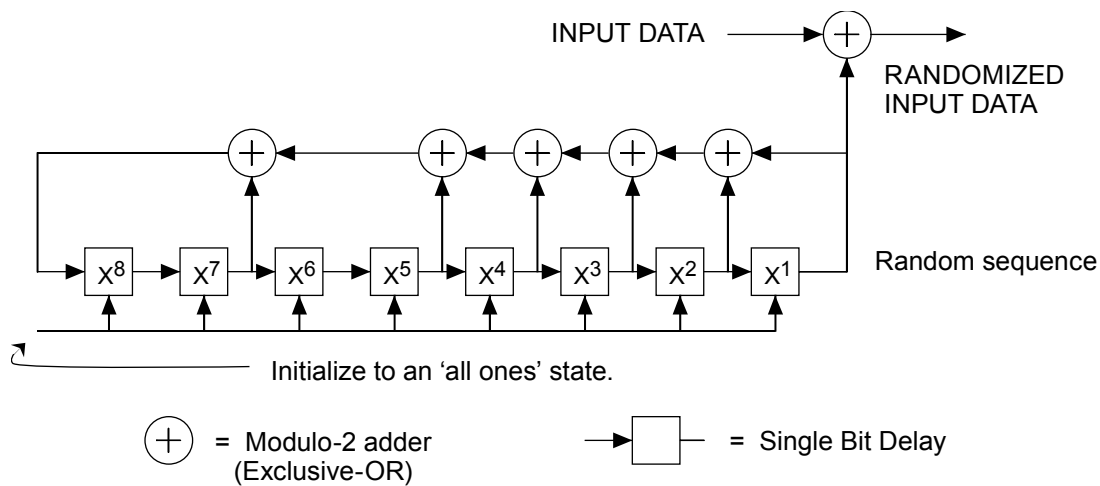 INPUT DATA
RANDOMIZED
INPUT DATA
X8 X7 X6 X5 X4 X3 X2 X1
Random sequence
Initialize to an ‘all ones’ state.
= Modulo-2 adder
(Exclusive-OR)
= Single Bit Delay